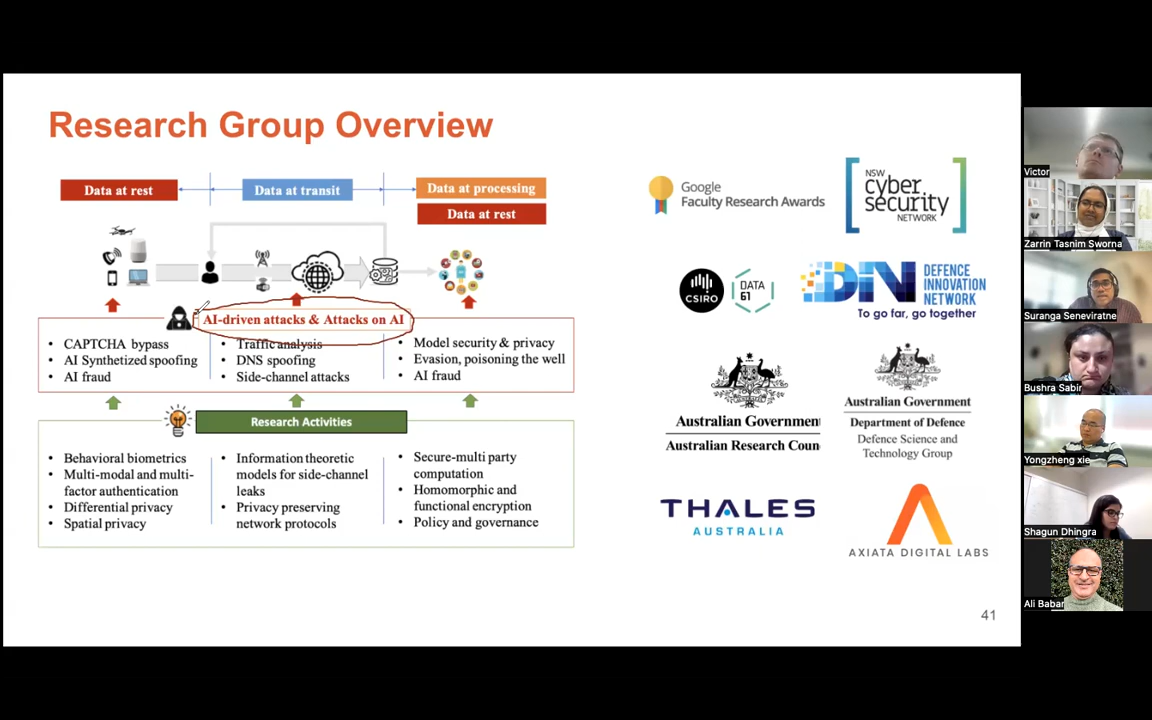 Research Group Overview
Data at rest
Data at transit
Data at processing
Data at rest
AI-driven attacks & Attacks on AI
• CAPTCHA bypass
• AI Synthetized spoofing
• AI fraud
• Traffic analysis
• DNS spoofing
• Side-channel attacks
• Model security & privacy
• Evasion, poisoning the well
• AI fraud
Research Activities
• Behavioral biometrics
• Multi-modal and multi-
factor authentication
• Differential privacy
• Spatial privacy
• Information theoretic
models for side-channel
leaks
• Privacy preserving
network protocols
• Secure-multi party
computation
• Homomorphic and
functional encryption
• Policy and governance
Google
Faculty Research Awards
NSW
cyber
security
NETWORK
CSIRO
DATA
61
DIN
DEFENCE
INNOVATION
NETWORK
To go far, go together
Australian Governmen
Australian Research Coun
Australian Government
Department of Defence
Defence Science and
Technology Group
THALES
AUSTRALIA
AXIATA DIGITAL LABS
41
Victor
Zarrin Tasnim Sworna
Suranga Seneviratne
Bushra Sabir
Yongzheng xie
Shagun Dhingra
Ali Babar